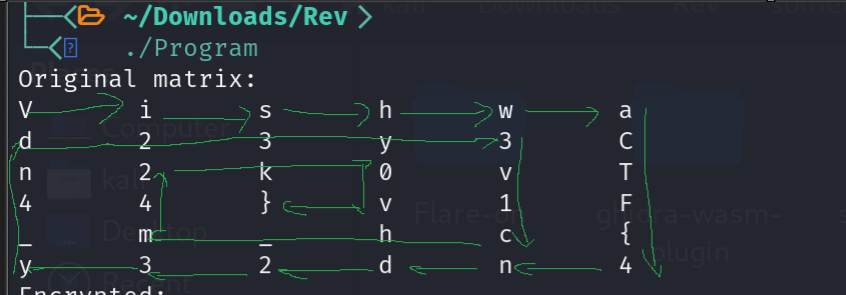 ~/Downloads/Rev
./Program
Original matrix:
V i s h w a
d 2 3 y 3 C
n 2 k 0 v T
4 4 } v 1 F
_ m _ h c {
y 3 2 d n 4
Encrypted: